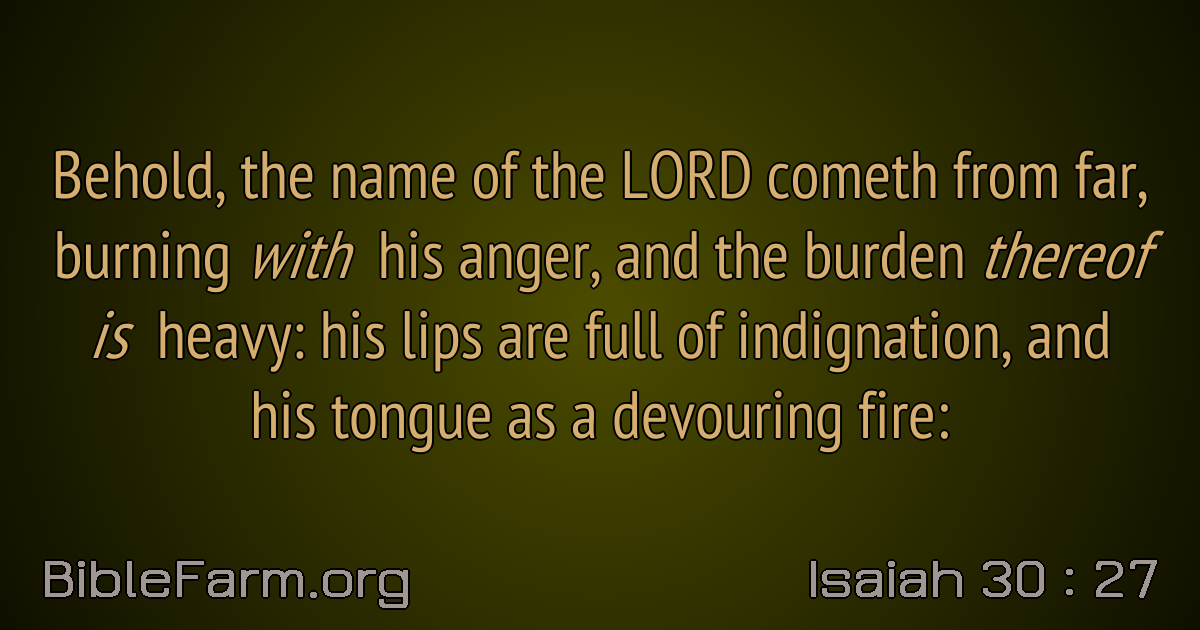 Behold, the name of the LORD cometh from far,
burning with his anger, and the burden thereof
is heavy: his lips are full of indignation, and
his tongue as a devouring fire:
BibleFarm.org
Isaiah 30 : 27